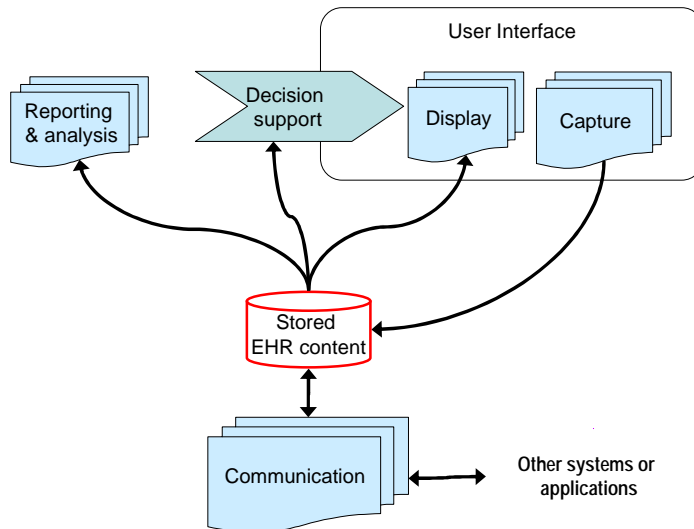 User Interface
Reporting
& analysis
Decision
support
Display
Capture
Stored
EHR content
Communication
Other systems or
applications